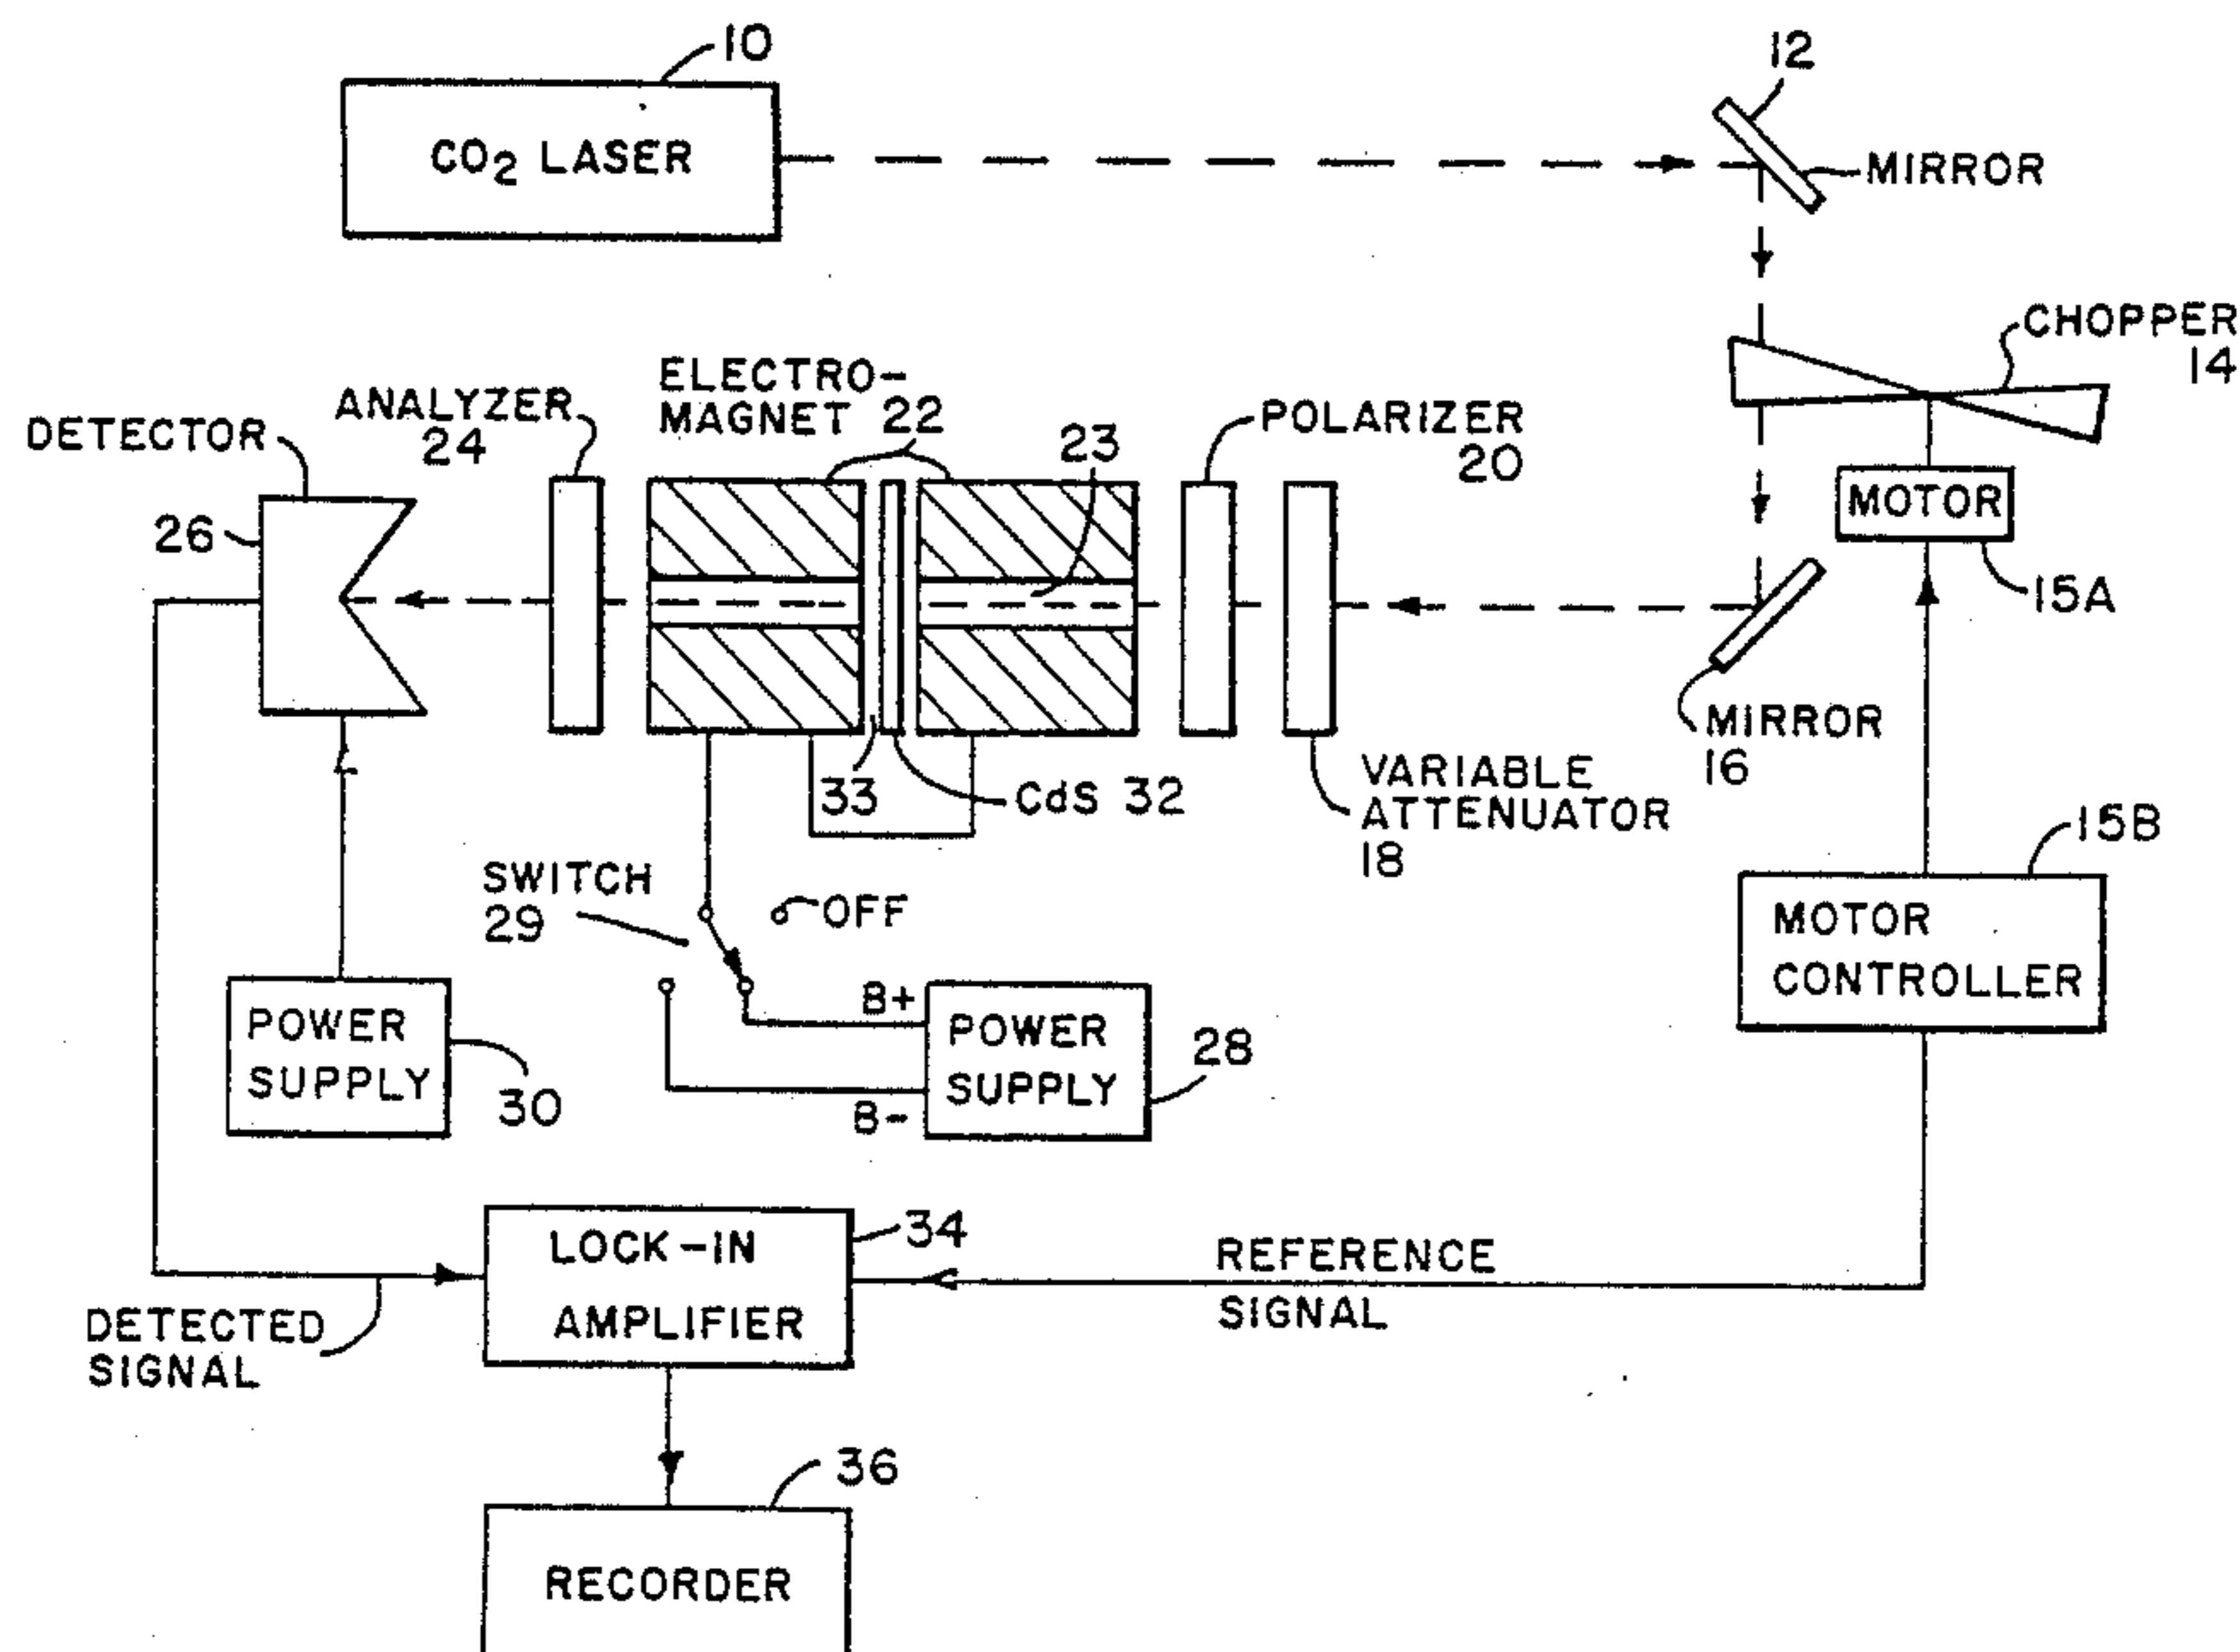 10
CO2 LASER
12
MIRROR
CHOPPER
14
ELECTRO-
MAGNET 22
ANALYZER
24
DETECTOR
23
POLARIZER
20
26
MOTOR
15A
MIRROR
16
33
CdS 32
VARIABLE
ATTENUATOR
18
15B
SWITCH
29
OFF
MOTOR
CONTROLLER
POWER
SUPPLY
30
B+
B-
POWER
SUPPLY
28
LOCK-IN
AMPLIFIER
34
REFERENCE
SIGNAL
DETECTED
SIGNAL
36
RECORDER